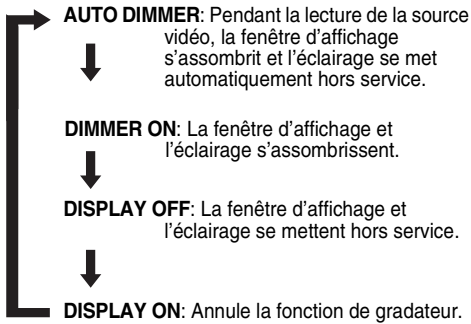 AUTO DIMMER: Pendant la lecture de la source
vidéo, la fenêtre d'affichage
s'assombrit et l'éclairage se met
automatiquement hors service.
DIMMER ON: La fenêtre d'affichage et
l'éclairage s'assombrissent.
DISPLAY OFF: La fenêtre d'affichage et
l'éclairage se mettent hors service.
DISPLAY ON: Annule la fonction de gradateur.